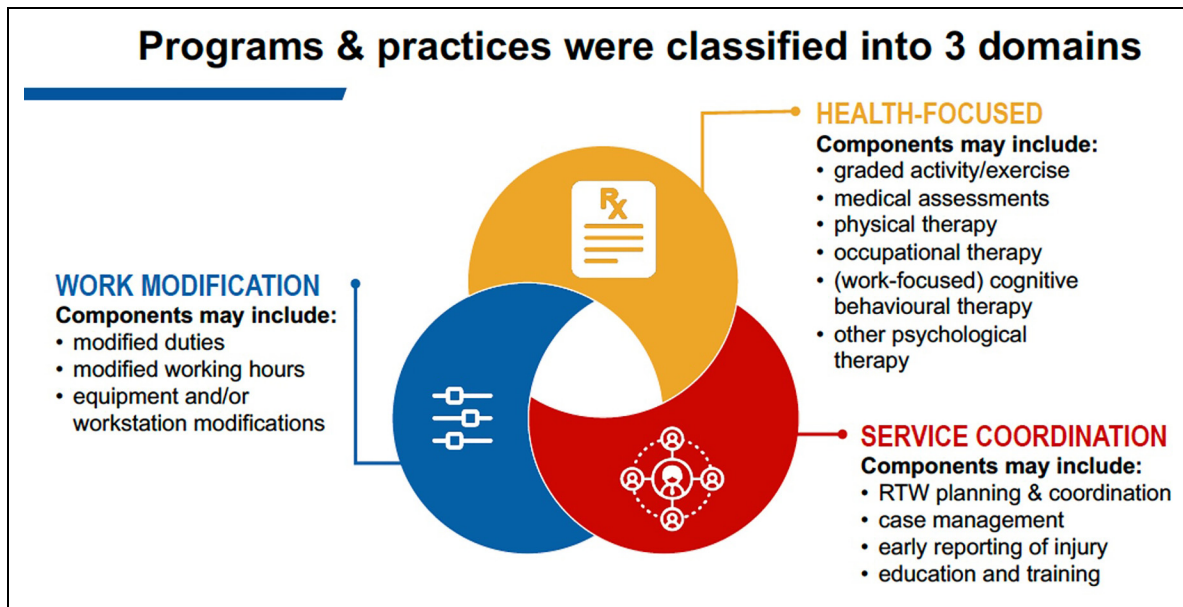 Programs & practices were classified into 3 domains
HEALTH-FOCUSED
Components may include:
• graded activity/exercise
• medical assessments
• physical therapy
• occupational therapy
• (work-focused) cognitive
behavioural therapy
• other psychological
therapy
Rx
WORK MODIFICATION
Components may include:
• modified duties
• modified working hours
• equipment and/or
workstation modifications
SERVICE COORDINATION
Components may include:
• RTW planning & coordination
• case management
• early reporting of injury
• education and training